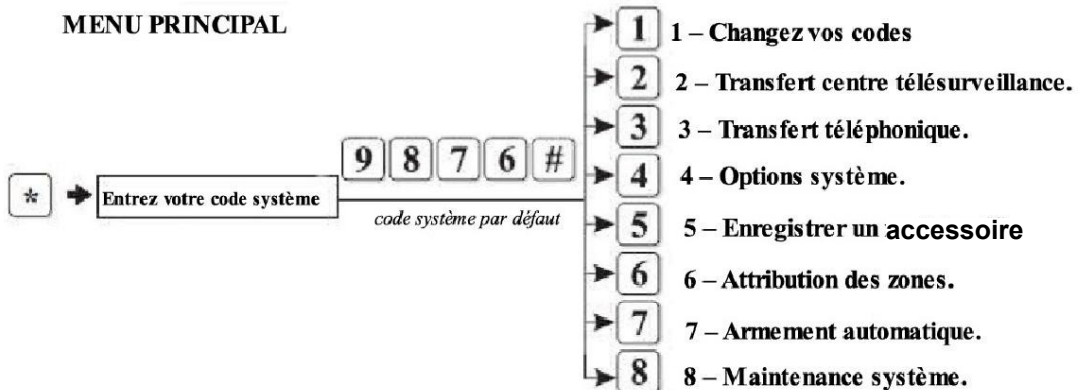 MENU PRINCIPAL
* Entrez votre code système 9 8 7 6 #
code système par défaut
1 1 – Changez vos codes
2 2 – Transfert centre télésurveillance.
3 3 – Transfert téléphonique.
4 4 – Options système.
5 5 – Enregistrer un accessoire
6 6 – Attribution des zones.
7 7 – Armement automatique.
8 8 – Maintenance système.